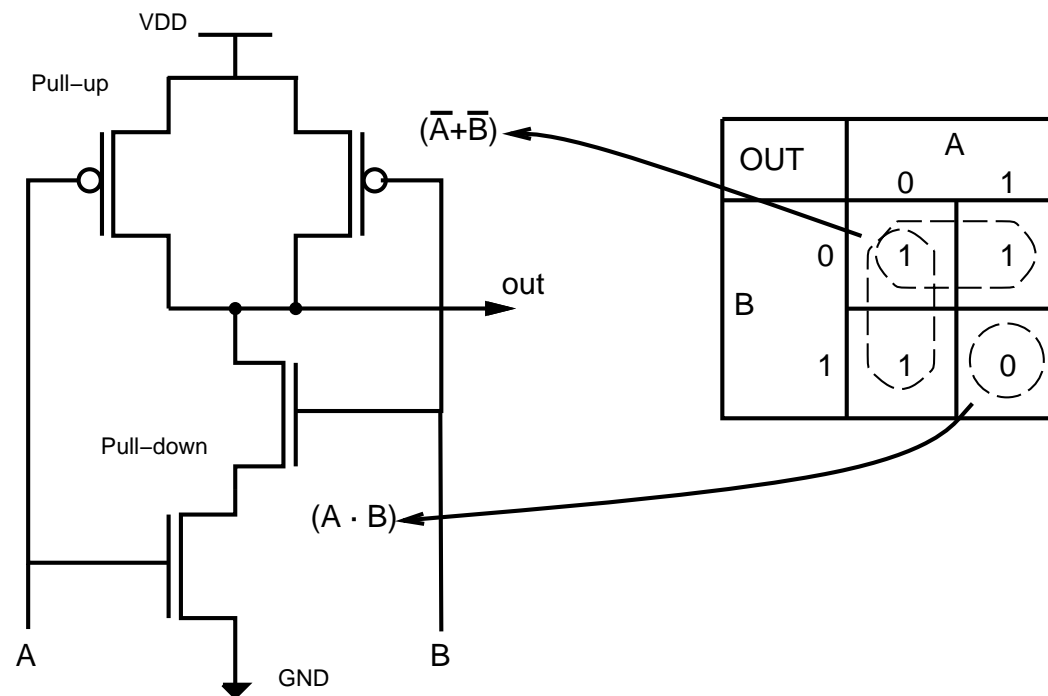 VDD
Pull–up
(A̅+B̅)
OUT
A
0 1
0 1 1
out
B
1 1 0
Pull–down
(A · B)
A
B
GND